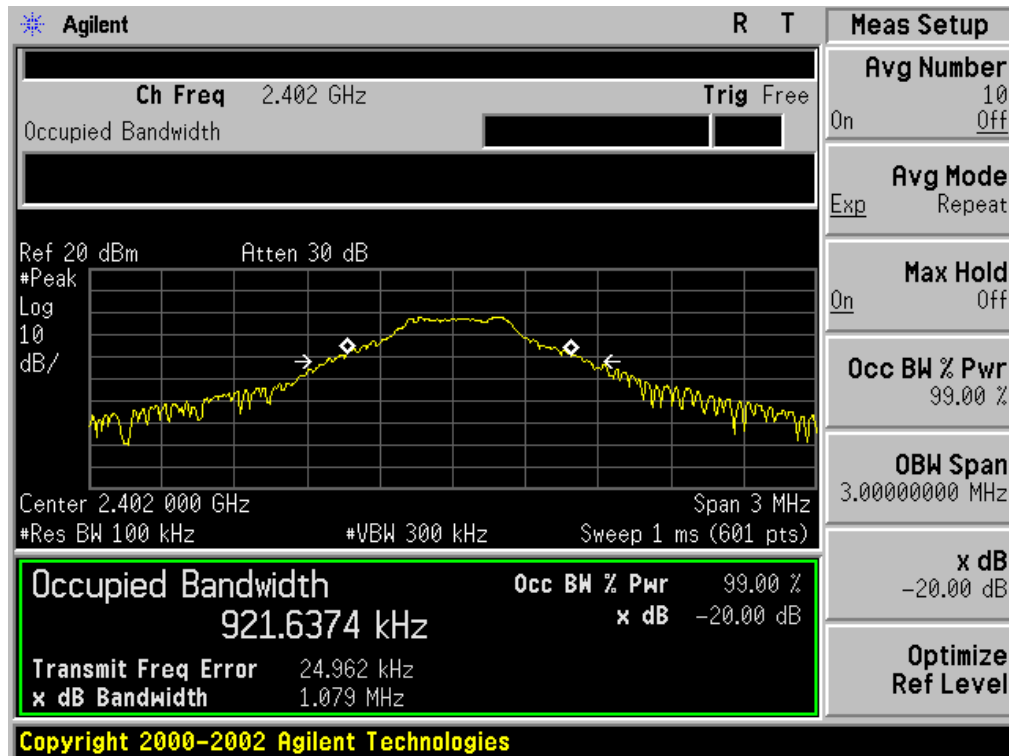 Agilent R T
Ch Freq 2.402 GHz Trig Free
Occupied Bandwidth
Ref 20 dBm Atten 30 dB
#Peak
Log
10
dB/
Center 2.402 000 GHz Span 3 MHz
#Res BW 100 kHz #VBW 300 kHz Sweep 1 ms (601 pts)
Occupied Bandwidth Occ BW % Pwr 99.00 %
921.6374 kHz x dB -20.00 dB
Transmit Freq Error 24.962 kHz
x dB Bandwidth 1.079 MHz
Copyright 2000-2002 Agilent Technologies
Meas Setup
Avg Number
10
On Off
Avg Mode
Exp Repeat
Max Hold
On Off
Occ BW % Pwr
99.00 %
OBW Span
3.00000000 MHz
x dB
-20.00 dB
Optimize
Ref Level